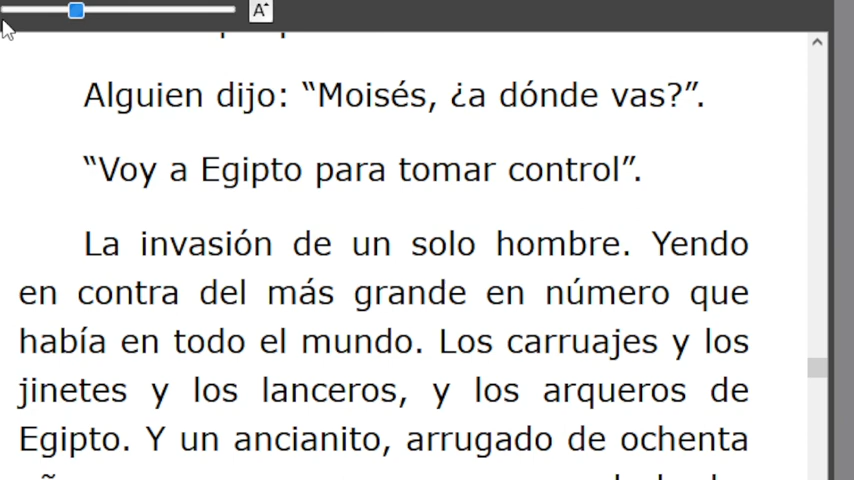 A
Alguien dijo: “Moisés, ¿a dónde vas?”.
“Voy a Egipto para tomar control”.
La invasión de un solo hombre. Yendo
en contra del más grande en número que
había en todo el mundo. Los carruajes y los
jinetes y los lanceros, y los arqueros de
Egipto. Y un ancianito, arrugado de ochenta